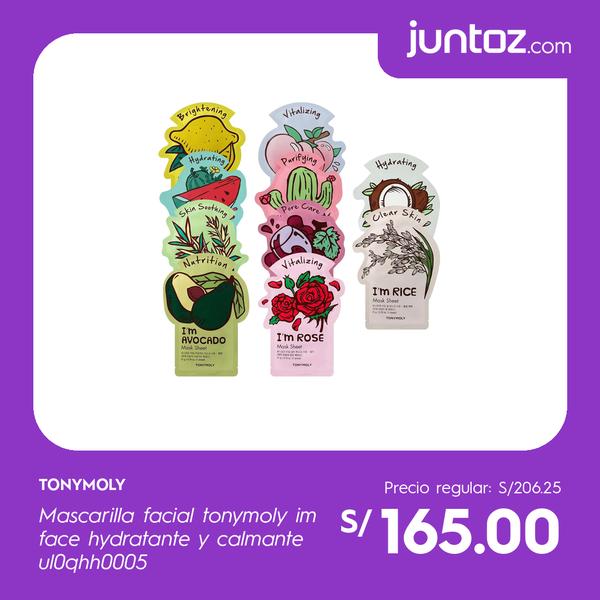 juntoz.com
Brightening
Vitalizing
Hydrating
Purifying
Hydrating
Skin Soothing
Pore Care
Clear Skin
Nutrition
Vitalizing
I'm
AVOCADO
Mask Sheet
I'm ROSE
Mask Sheet
TONYMOLY
I'm RICE
Mask Sheet
TONYMOLY
TONYMOLY
TONYMOLY
Mascarilla facial tonymoly im
face hydratante y calmante
ul0qhh0005
Precio regular: S/206.25
S/165.00